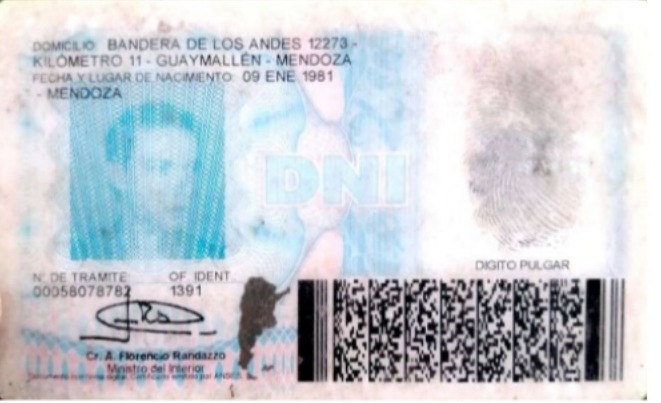 DOMICILIO: BANDERA DE LOS ANDES 12273 -
KILÓMETRO 11 - GUAYMALLÉN - MENDOZA
FECHA Y LUGAR DE NACIMIENTO: 09 ENE 1981
- MENDOZA
DNI
DIGITO PULGAR
N° DE TRAMITE: OF. IDENT.
00058078782 1391
Cr. A. Florencio Randazzo
Ministro del Interior